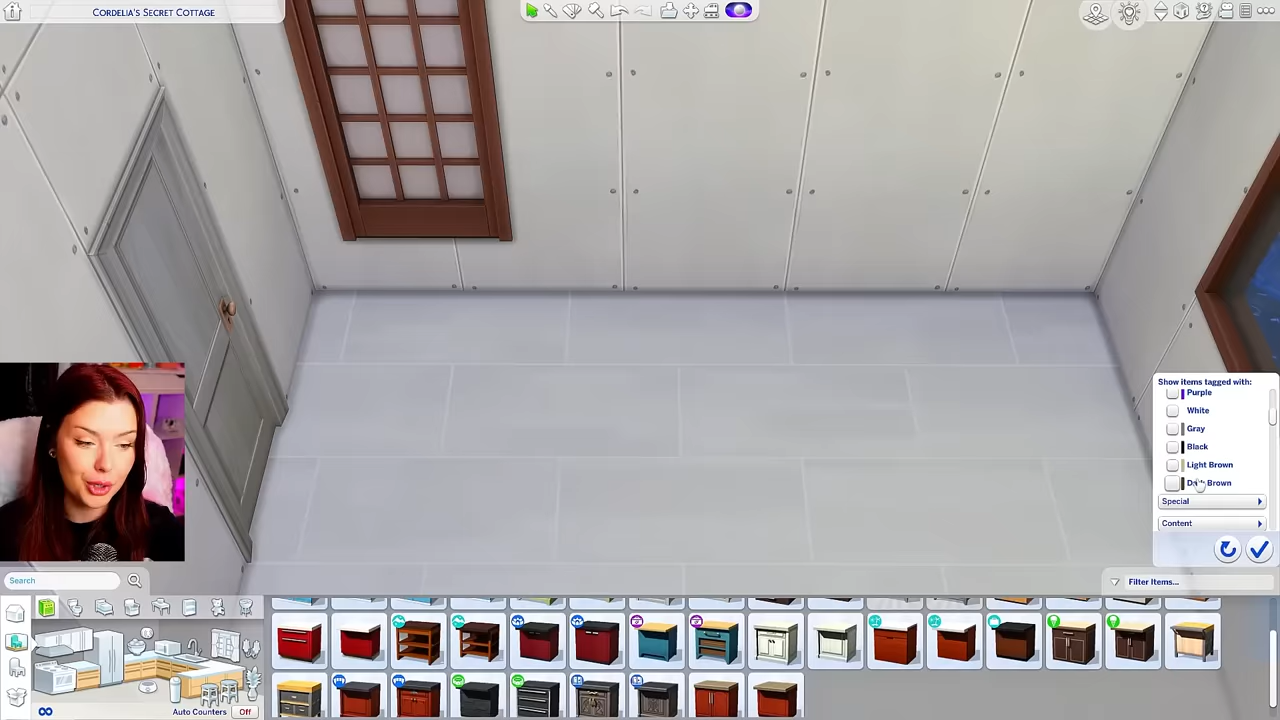 CORDELIA'S SECRET COTTAGE
Show items tagged with:
Purple
White
Gray
Black
Light Brown
Dark Brown
Special
Content
Filter Items...
Search
Auto Counters Off